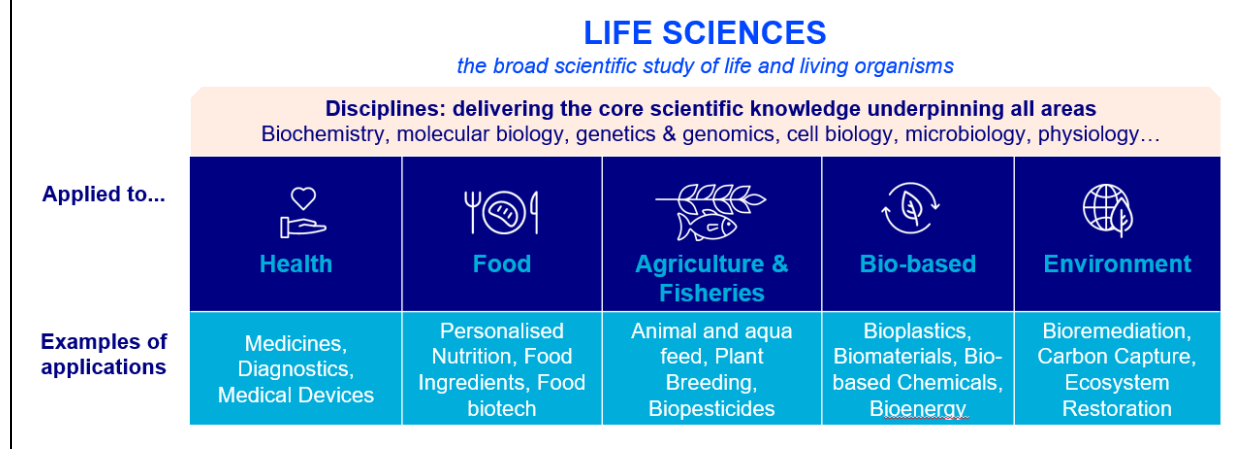 LIFE SCIENCES
the broad scientific study of life and living organisms
Disciplines: delivering the core scientific knowledge underpinning all areas
Biochemistry, molecular biology, genetics & genomics, cell biology, microbiology, physiology…
Applied to...
Health
Food
Agriculture &
Fisheries
Bio-based
Environment
Examples of
applications
Medicines,
Diagnostics,
Medical Devices
Personalised
Nutrition, Food
Ingredients, Food
biotech
Animal and aqua
feed, Plant
Breeding,
Biopesticides
Bioplastics,
Biomaterials, Bio-
based Chemicals,
Bioenergy
Bioremediation,
Carbon Capture,
Ecosystem
Restoration